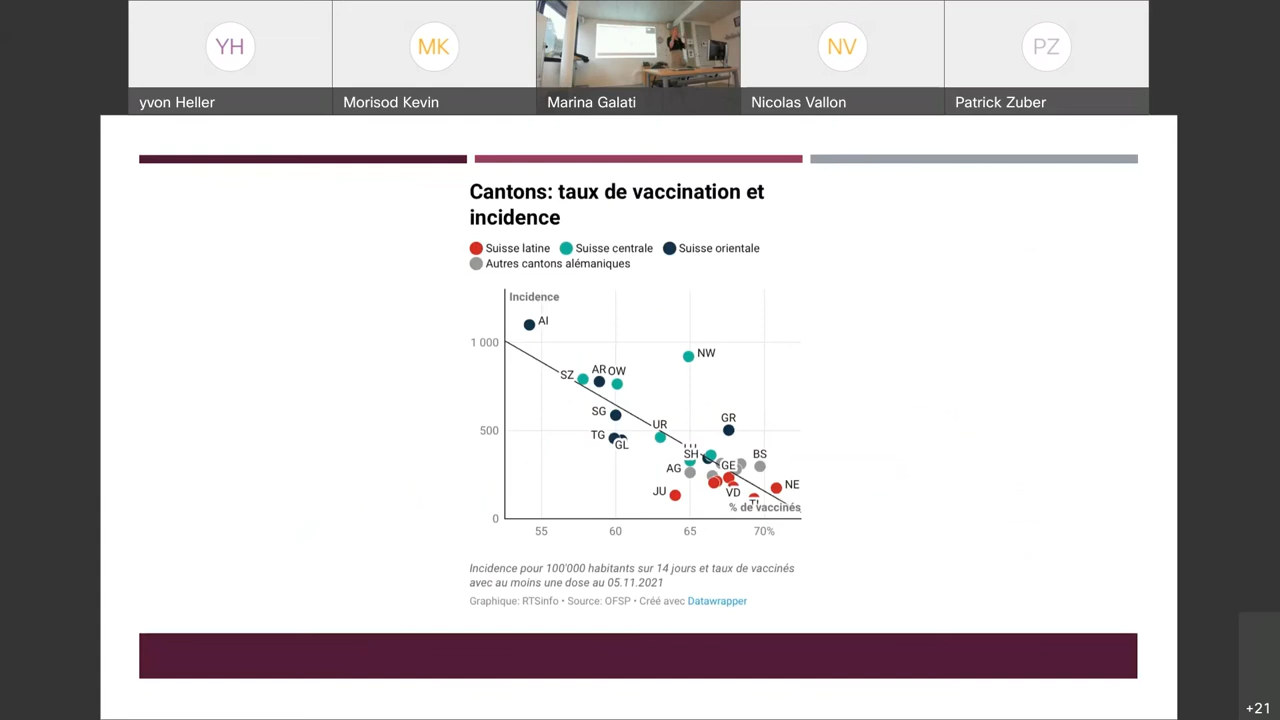 YH
MK
NV
PZ
yvon Heller
Morisod Kevin
Marina Galati
Nicolas Vallon
Patrick Zuber
Cantons: taux de vaccination et
incidence
Suisse latine
Suisse centrale
Suisse orientale
Autres cantons alémaniques
Incidence
AI
1 000
NW
SZ
AR
OW
SG
GR
UR
500
TG
GL
SH
BS
AG
GE
JU
VD
NE
% de vaccinés
0
55
60
65
70%
Incidence pour 100'000 habitants sur 14 jours et taux de vaccinés
avec au moins une dose au 05.11.2021
Graphique: RTSinfo • Source: OFSP • Créé avec Datawrapper
+21